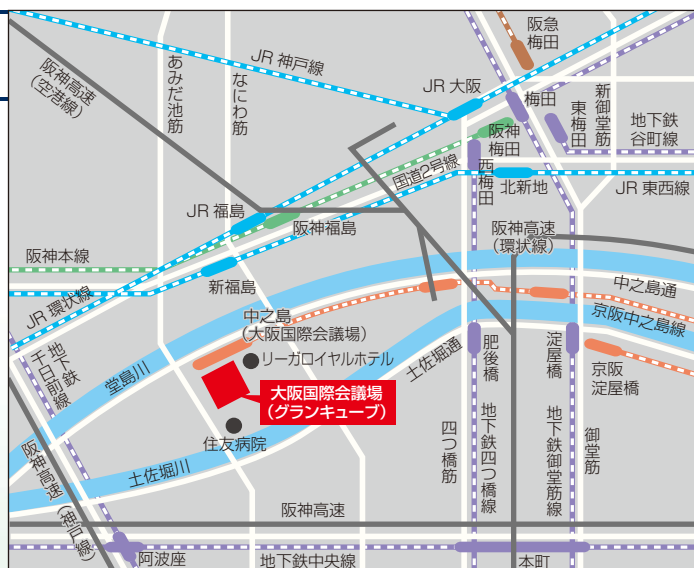 阪急
梅田
JR 神戸線
阪神高速
(空港線)
あみだ池筋
なにわ筋
JR 大阪
梅田
東梅田
新御堂筋
地下鉄
谷町線
阪神
梅田
西梅田
国道2号線
北新地
JR 東西線
JR 福島
阪神福島
阪神高速
(環状線)
阪神本線
新福島
JR 環状線
中之島
(大阪国際会議場)
中之島通
京阪中之島線
リーガロイヤルホテル
堂島川
土佐堀通
肥後橋
淀屋橋
京阪
淀屋橋
地下鉄
千日前線
大阪国際会議場
(グランキューブ)
住友病院
土佐堀川
四つ橋筋
地下鉄四つ橋線
地下鉄御堂筋線
御堂筋
阪神高速(神戸線)
阪神高速
阿波座
地下鉄中央線
本町